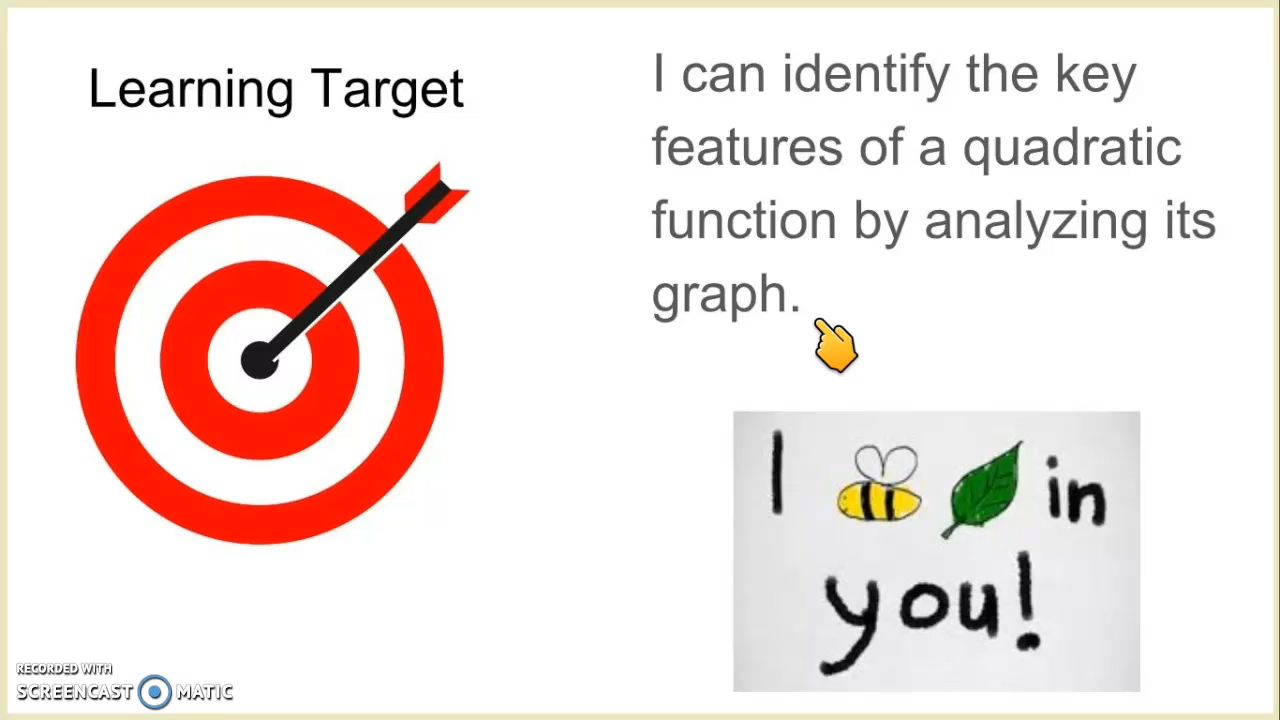 Learning Target
I can identify the key
features of a quadratic
function by analyzing its
graph.
I in
you!
RECORDED WITH
SCREENCAST MATIC